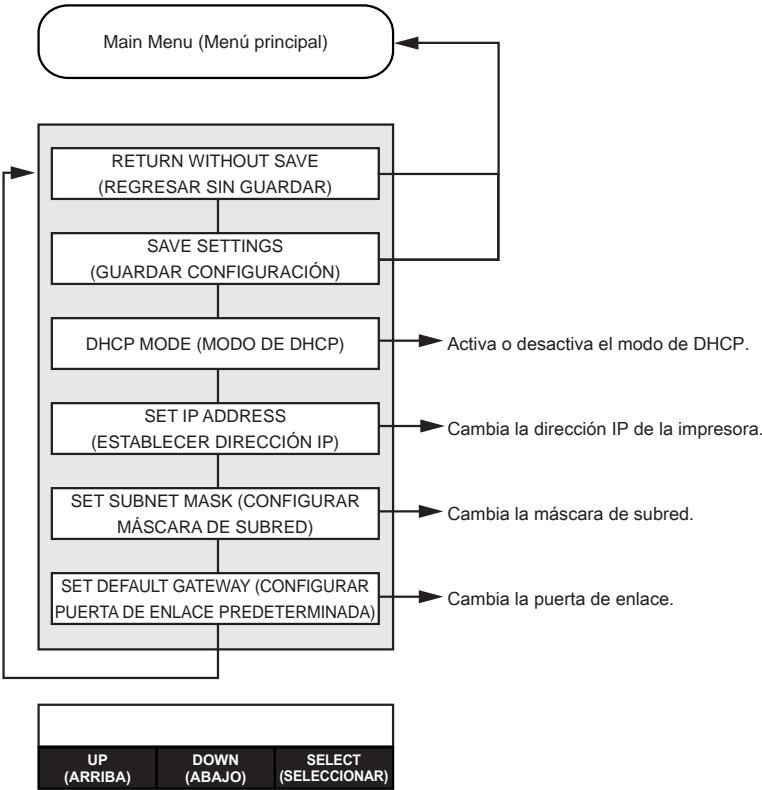 Main Menu (Menú principal)
RETURN WITHOUT SAVE
(REGRESAR SIN GUARDAR)
SAVE SETTINGS
(GUARDAR CONFIGURACIÓN)
DHCP MODE (MODO DE DHCP)
Activa o desactiva el modo de DHCP.
SET IP ADDRESS
(ESTABLECER DIRECCIÓN IP)
Cambia la dirección IP de la impresora.
SET SUBNET MASK (CONFIGURAR
MÁSCARA DE SUBRED)
Cambia la máscara de subred.
SET DEFAULT GATEWAY (CONFIGURAR
PUERTA DE ENLACE PREDETERMINADA)
Cambia la puerta de enlace.
UP
(ARRIBA)
DOWN
(ABAJO)
SELECT
(SELECCIONAR)